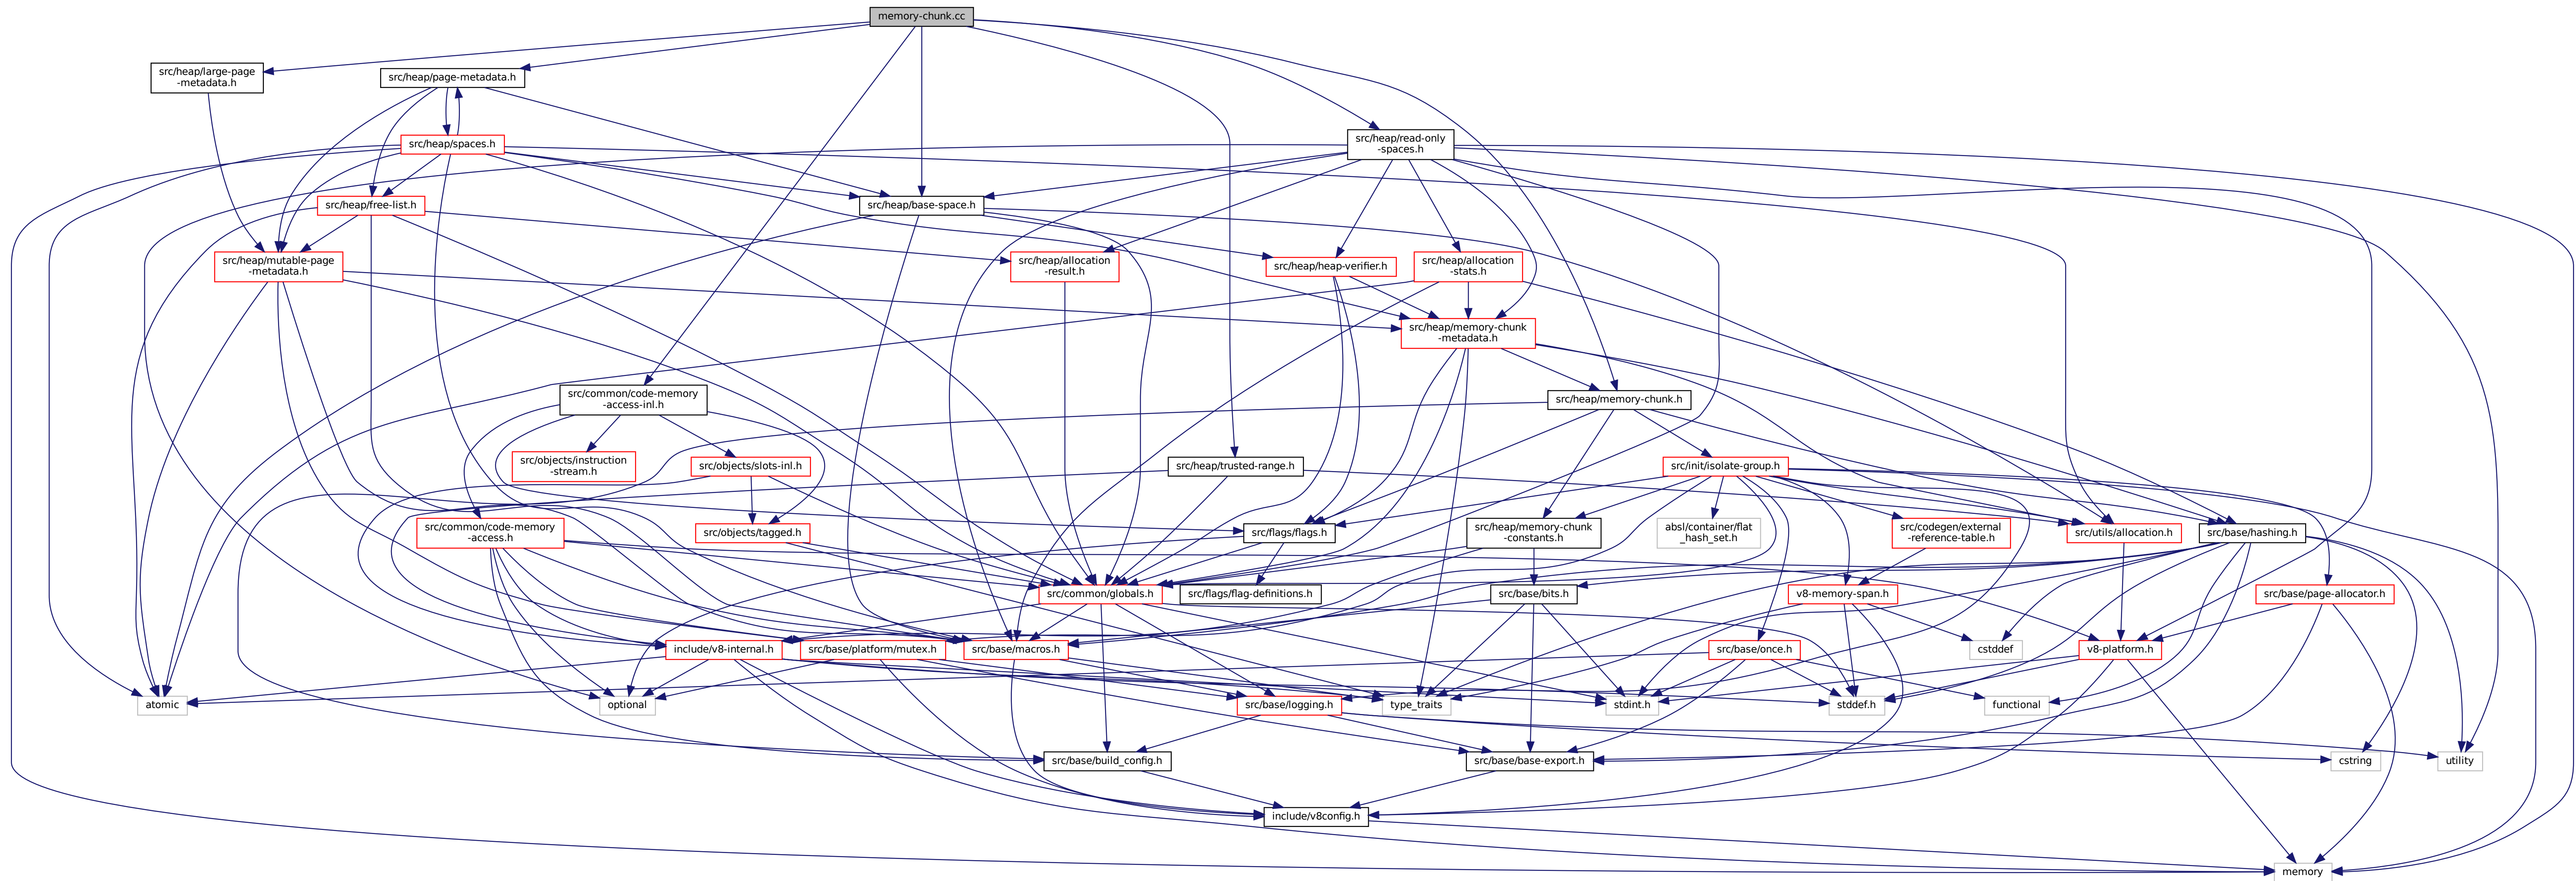 memory-chunk.cc
src/heap/large-page
-metadata.h
src/heap/page-metadata.h
src/heap/spaces.h
src/heap/read-only
-spaces.h
src/heap/free-list.h
src/heap/base-space.h
src/heap/mutable-page
-metadata.h
src/heap/allocation
-result.h
src/heap/heap-verifier.h
src/heap/allocation
-stats.h
src/heap/memory-chunk
-metadata.h
src/common/code-memory
-access-inl.h
src/heap/memory-chunk.h
src/objects/instruction
-stream.h
src/objects/slots-inl.h
src/heap/trusted-range.h
src/init/isolate-group.h
src/common/code-memory
-access.h
src/objects/tagged.h
src/flags/flags.h
src/heap/memory-chunk
-constants.h
absl/container/flat
_hash_set.h
src/codegen/external
-reference-table.h
src/utils/allocation.h
src/base/hashing.h
src/common/globals.h
src/flags/flag-definitions.h
src/base/bits.h
v8-memory-span.h
src/base/page-allocator.h
include/v8-internal.h
src/base/platform/mutex.h
src/base/macros.h
src/base/once.h
cstddef
v8-platform.h
atomic
optional
src/base/logging.h
type_traits
stdint.h
stddef.h
functional
src/base/build_config.h
src/base/base-export.h
cstring
utility
include/v8config.h
memory